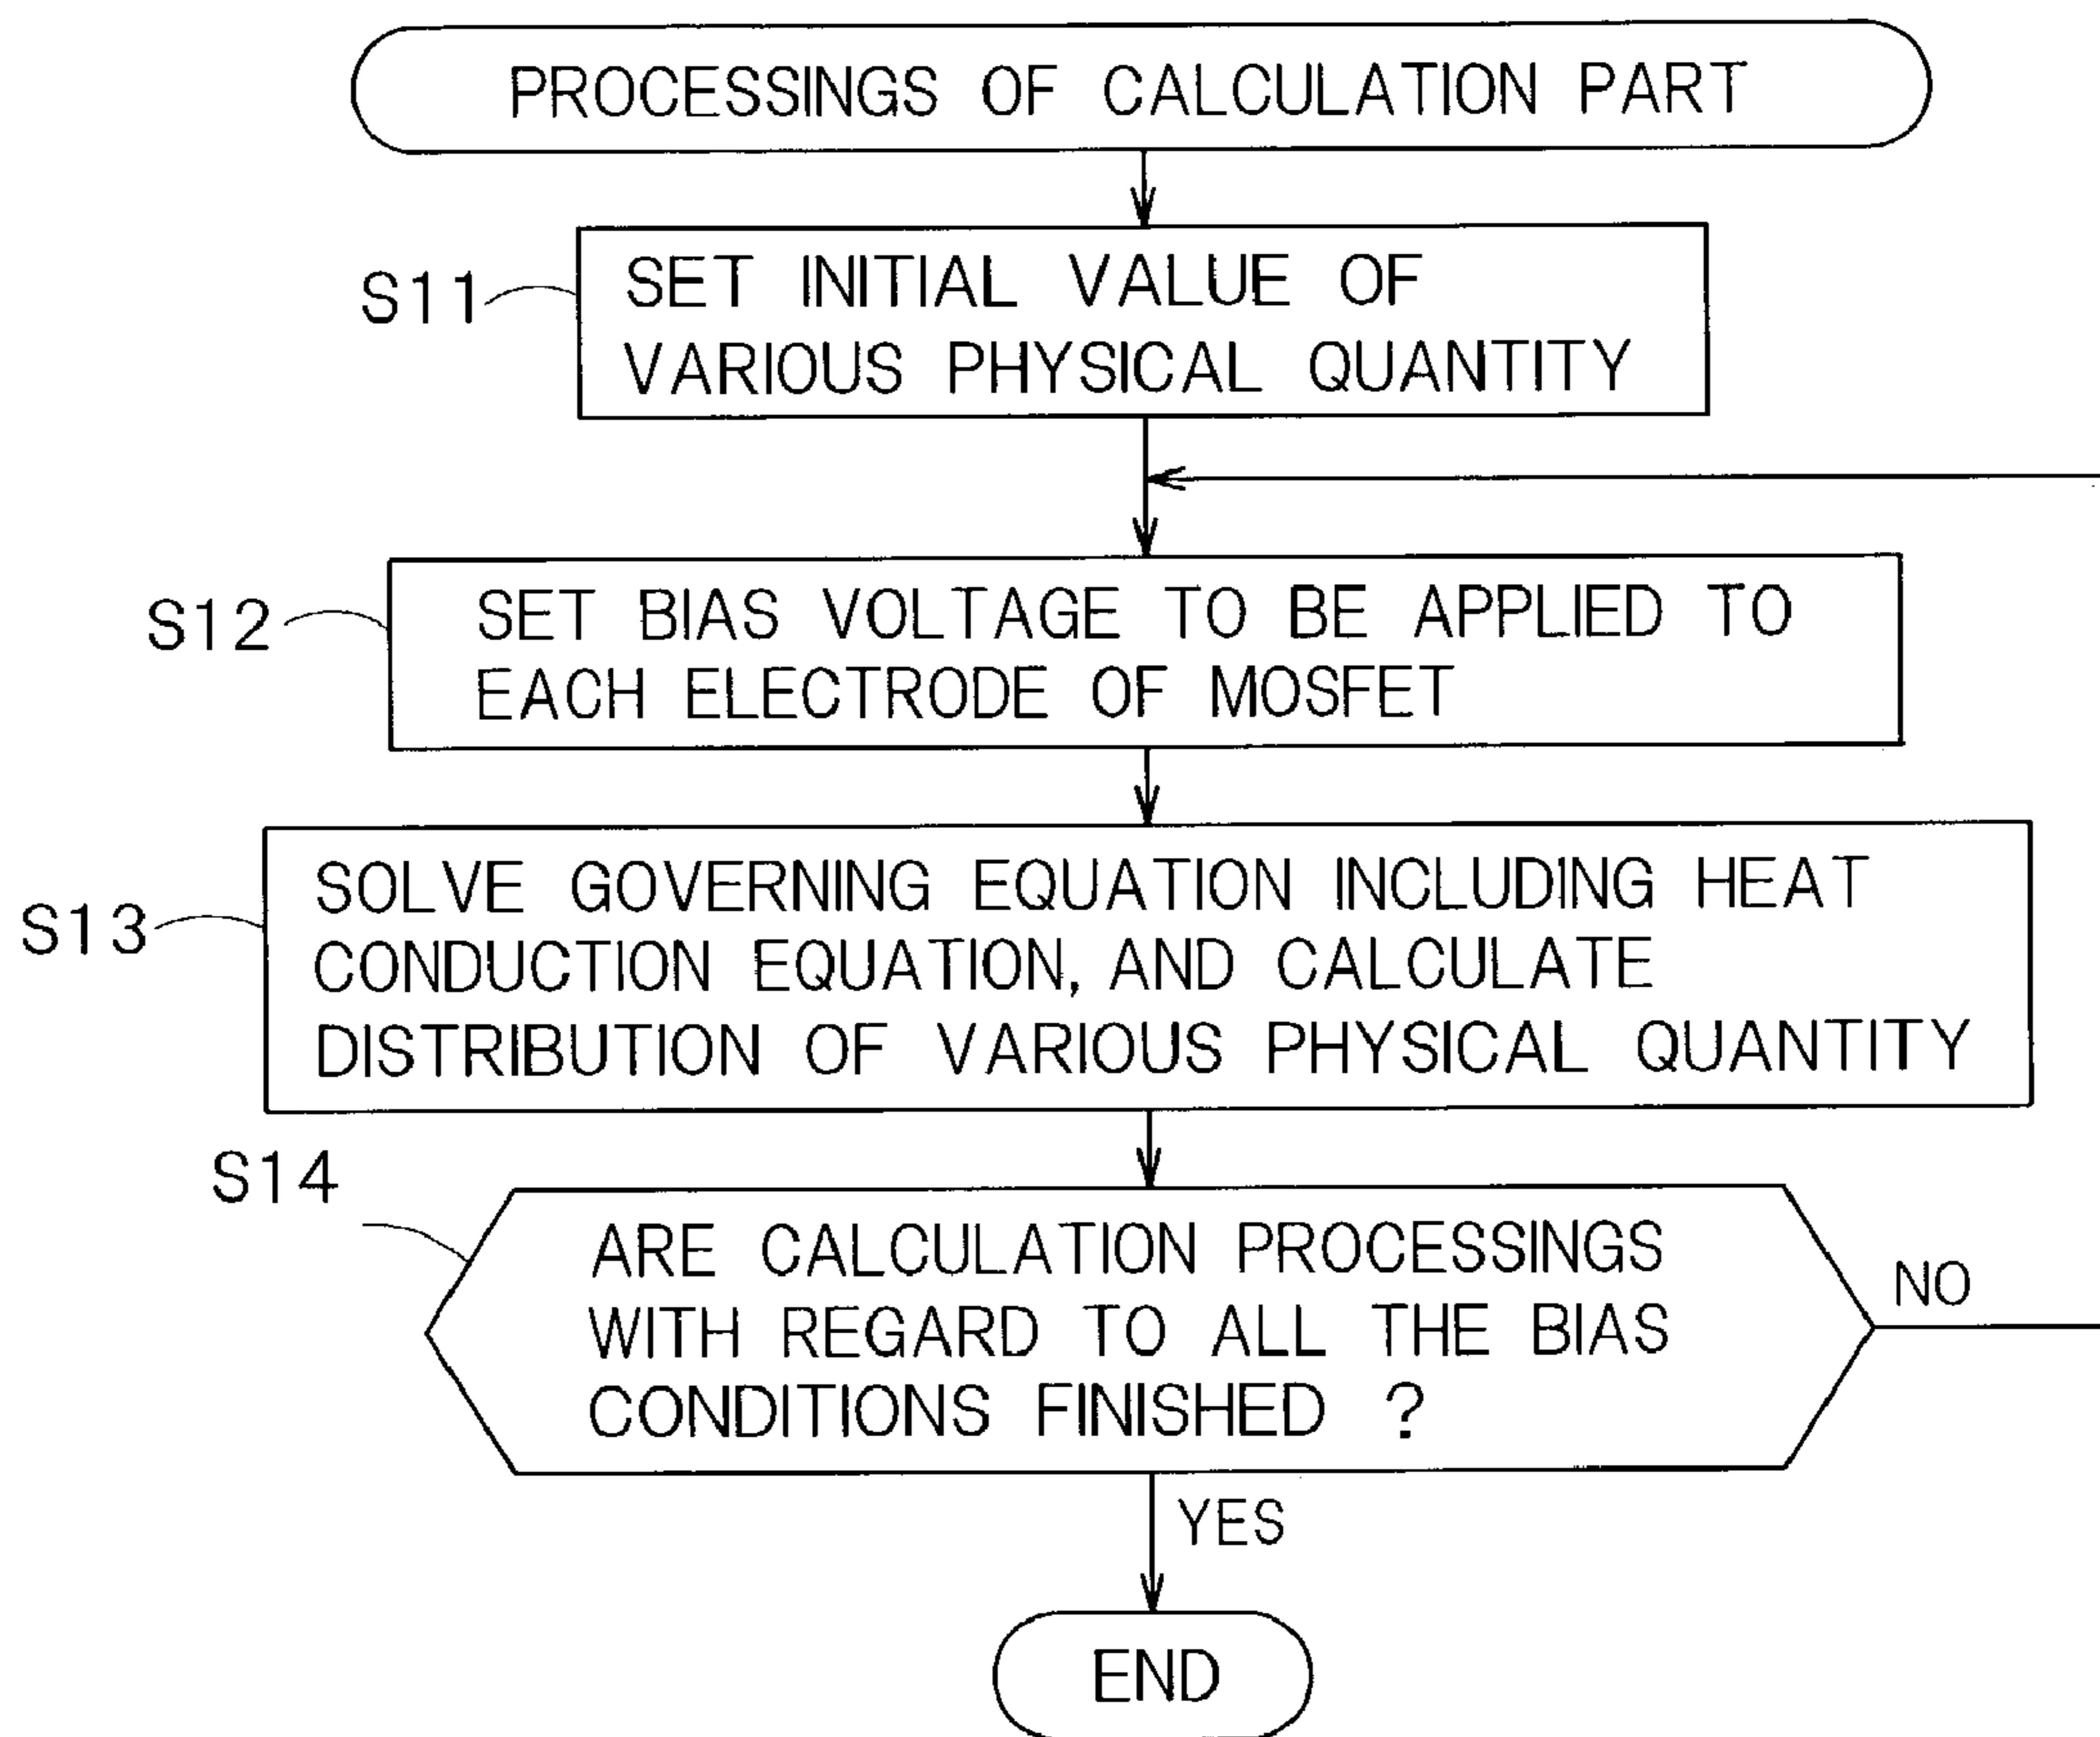 PROCESSINGS OF CALCULATION PART
S11
SET INITIAL VALUE OF
VARIOUS PHYSICAL QUANTITY
S12
SET BIAS VOLTAGE TO BE APPLIED TO
EACH ELECTRODE OF MOSFET
S13
SOLVE GOVERNING EQUATION INCLUDING HEAT
CONDUCTION EQUATION, AND CALCULATE
DISTRIBUTION OF VARIOUS PHYSICAL QUANTITY
S14
ARE CALCULATION PROCESSINGS
WITH REGARD TO ALL THE BIAS
CONDITIONS FINISHED ?
NO
YES
END